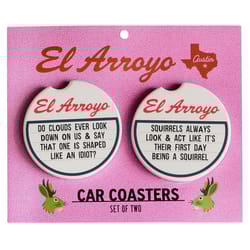 El Arroyo
Austin
El Arroyo
DO CLOUDS EVER LOOK
DOWN ON US & SAY
THAT ONE IS SHAPED
LIKE AN IDIOT?
El Arroyo
SQUIRRELS ALWAYS
LOOK & ACT LIKE IT'S
THEIR FIRST DAY
BEING A SQUIRREL
CAR COASTERS
SET OF TWO